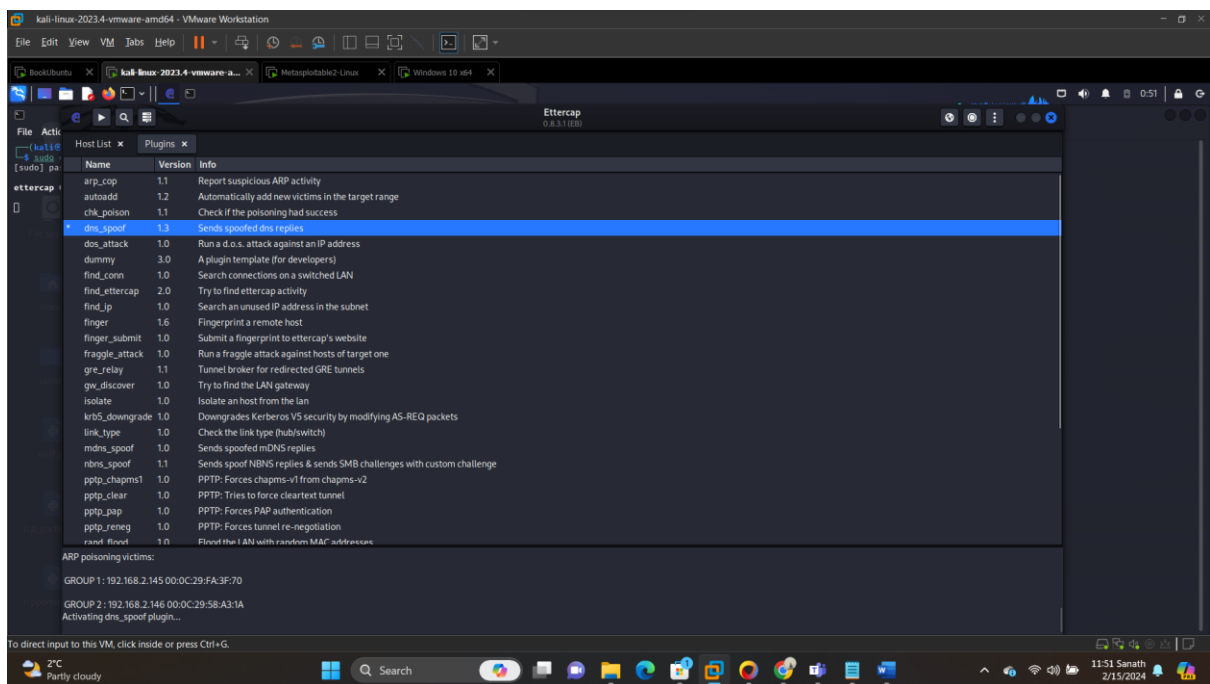 kali-linux-2023.4-vmware-amd64 - VMware Workstation
File Edit View VM Tabs Help
BookUbuntu kali-linux-2023.4-vmware-a... Metasploitable2-Linux Windows 10 x64
0:51
Ettercap
0.8.3.1 (EB)
File Actio
(kali@
$ sudo
[sudo] pa
ettercap
Host List Plugins
Name Version Info
arp_cop 1.1 Report suspicious ARP activity
autoadd 1.2 Automatically add new victims in the target range
chk_poison 1.1 Check if the poisoning had success
* dns_spoof 1.3 Sends spoofed dns replies
dos_attack 1.0 Run a d.o.s. attack against an IP address
dummy 3.0 A plugin template (for developers)
find_conn 1.0 Search connections on a switched LAN
find_ettercap 2.0 Try to find ettercap activity
find_ip 1.0 Search an unused IP address in the subnet
finger 1.6 Fingerprint a remote host
finger_submit 1.0 Submit a fingerprint to ettercap's website
fraggle_attack 1.0 Run a fraggle attack against hosts of target one
gre_relay 1.1 Tunnel broker for redirected GRE tunnels
gw_discover 1.0 Try to find the LAN gateway
isolate 1.0 Isolate an host from the lan
krb5_downgrade 1.0 Downgrades Kerberos V5 security by modifying AS-REQ packets
link_type 1.0 Check the link type (hub/switch)
mdns_spoof 1.0 Sends spoofed mDNS replies
nbns_spoof 1.1 Sends spoof NBNS replies & sends SMB challenges with custom challenge
pptp_chapms1 1.0 PPTP: Forces chapms-v1 from chapms-v2
pptp_clear 1.0 PPTP: Tries to force cleartext tunnel
pptp_pap 1.0 PPTP: Forces PAP authentication
pptp_reneg 1.0 PPTP: Forces tunnel re-negotiation
rand_flood 1.0 Flood the LAN with random MAC addresses
ARP poisoning victims:
GROUP 1 : 192.168.2.145 00:0C:29:FA:3F:70
GROUP 2 : 192.168.2.146 00:0C:29:58:A3:1A
Activating dns_spoof plugin...
To direct input to this VM, click inside or press Ctrl+G.
2°C
Partly cloudy
Search
11:51 Sanath
2/15/2024